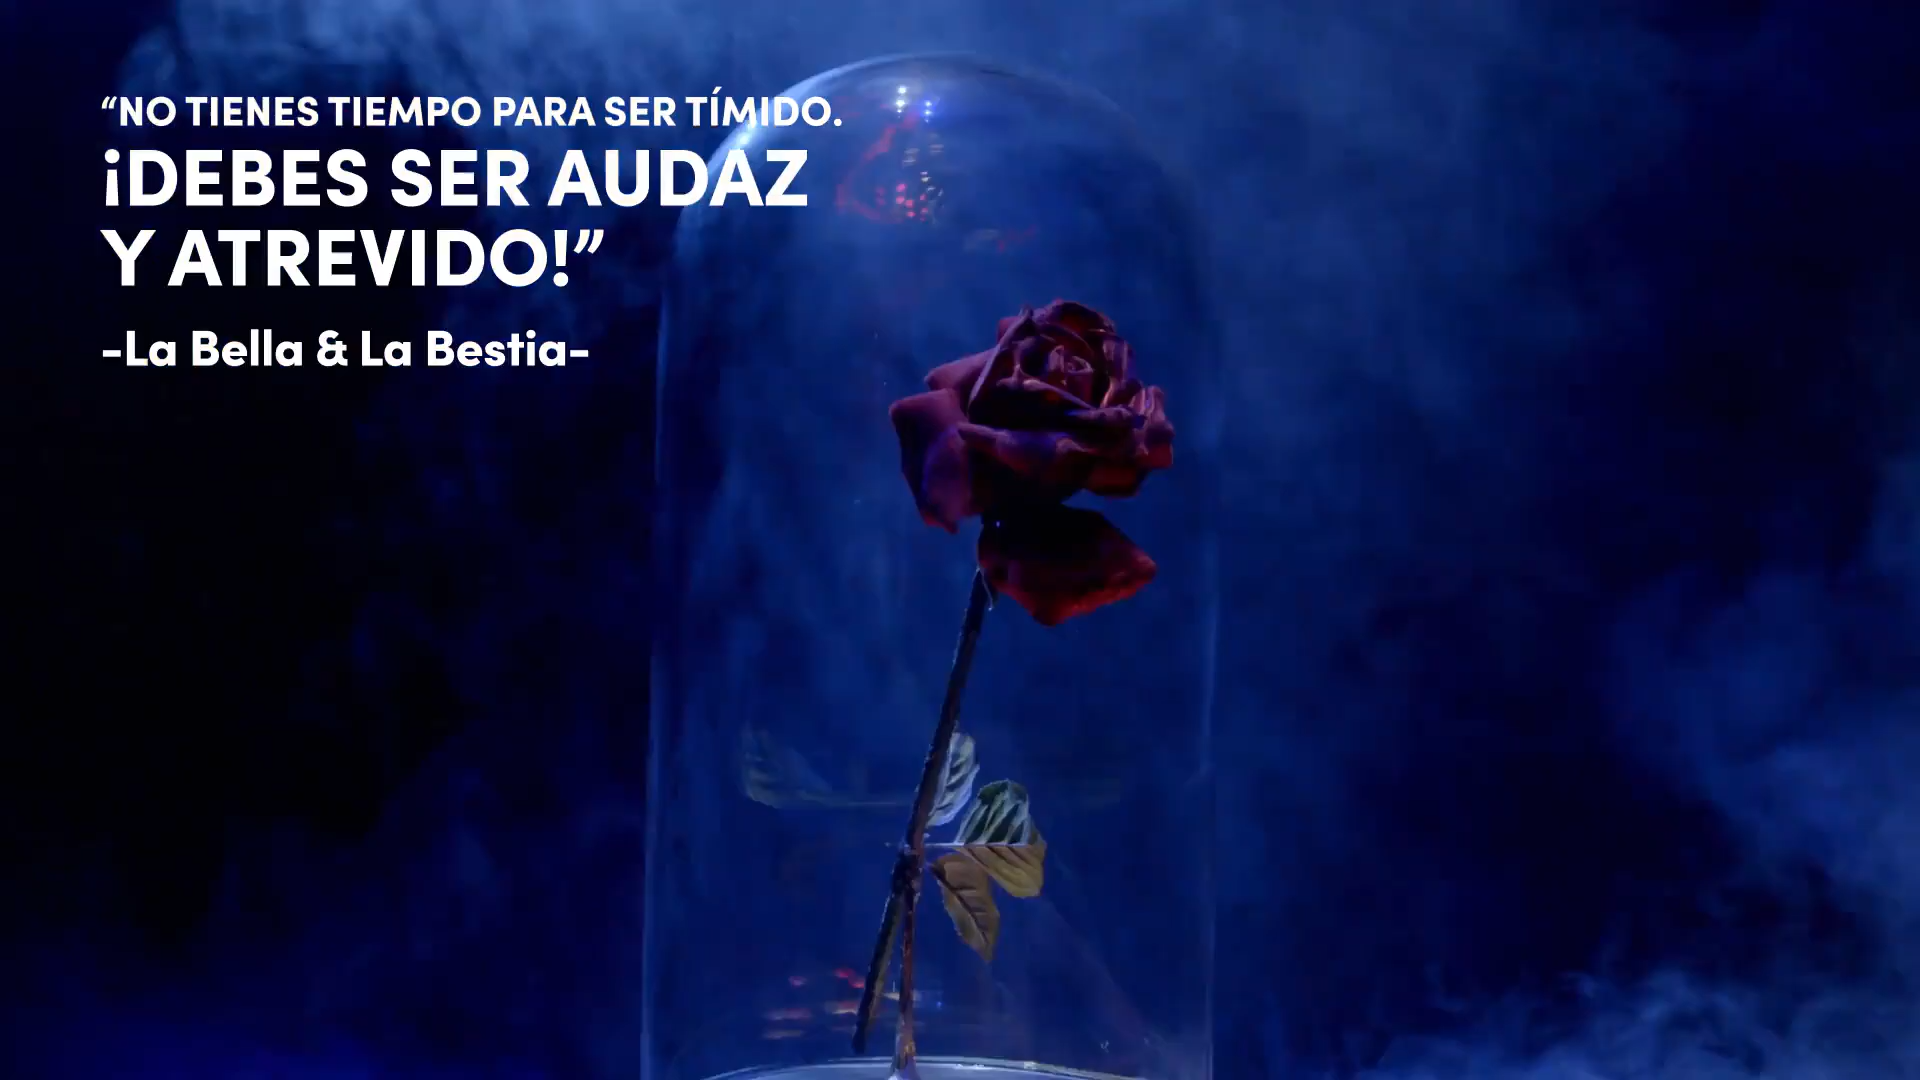 “NO TIENES TIEMPO PARA SER TÍMIDO.
¡DEBES SER AUDAZ
Y ATREVIDO!”
-La Bella & La Bestia-